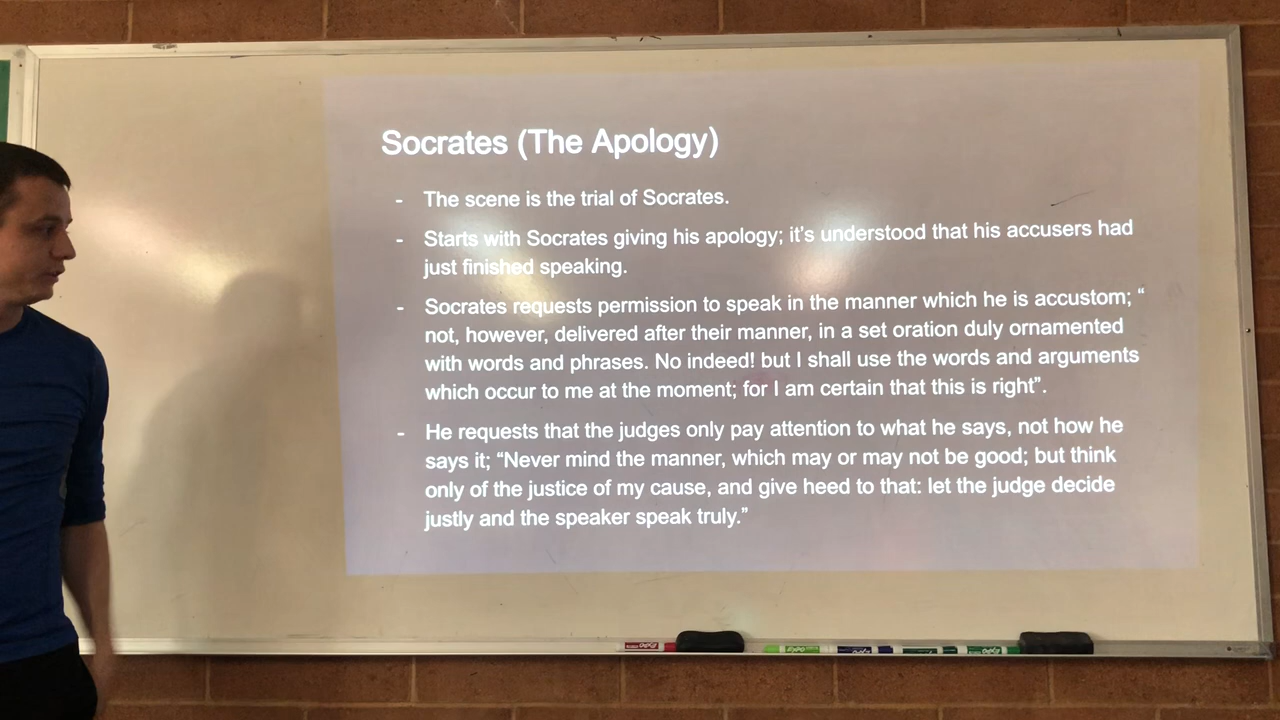 Socrates (The Apology)
- The scene is the trial of Socrates.
- Starts with Socrates giving his apology; it's understood that his accusers had
just finished speaking.
- Socrates requests permission to speak in the manner which he is accustom; “
not, however, delivered after their manner, in a set oration duly ornamented
with words and phrases. No indeed! but I shall use the words and arguments
which occur to me at the moment; for I am certain that this is right”.
- He requests that the judges only pay attention to what he says, not how he
says it; “Never mind the manner, which may or may not be good; but think
only of the justice of my cause, and give heed to that: let the judge decide
justly and the speaker speak truly.”